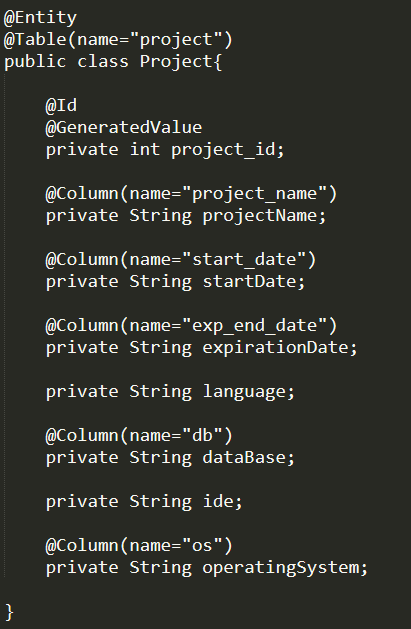 @Entity
@Table(name="project")
public class Project{
@Id
@GeneratedValue
private int project_id;
@Column(name="project_name")
private String projectName;
@Column(name="start_date")
private String startDate;
@Column(name="exp_end_date")
private String expirationDate;
private String language;
@Column(name="db")
private String dataBase;
private String ide;
@Column(name="os")
private String operatingSystem;
}